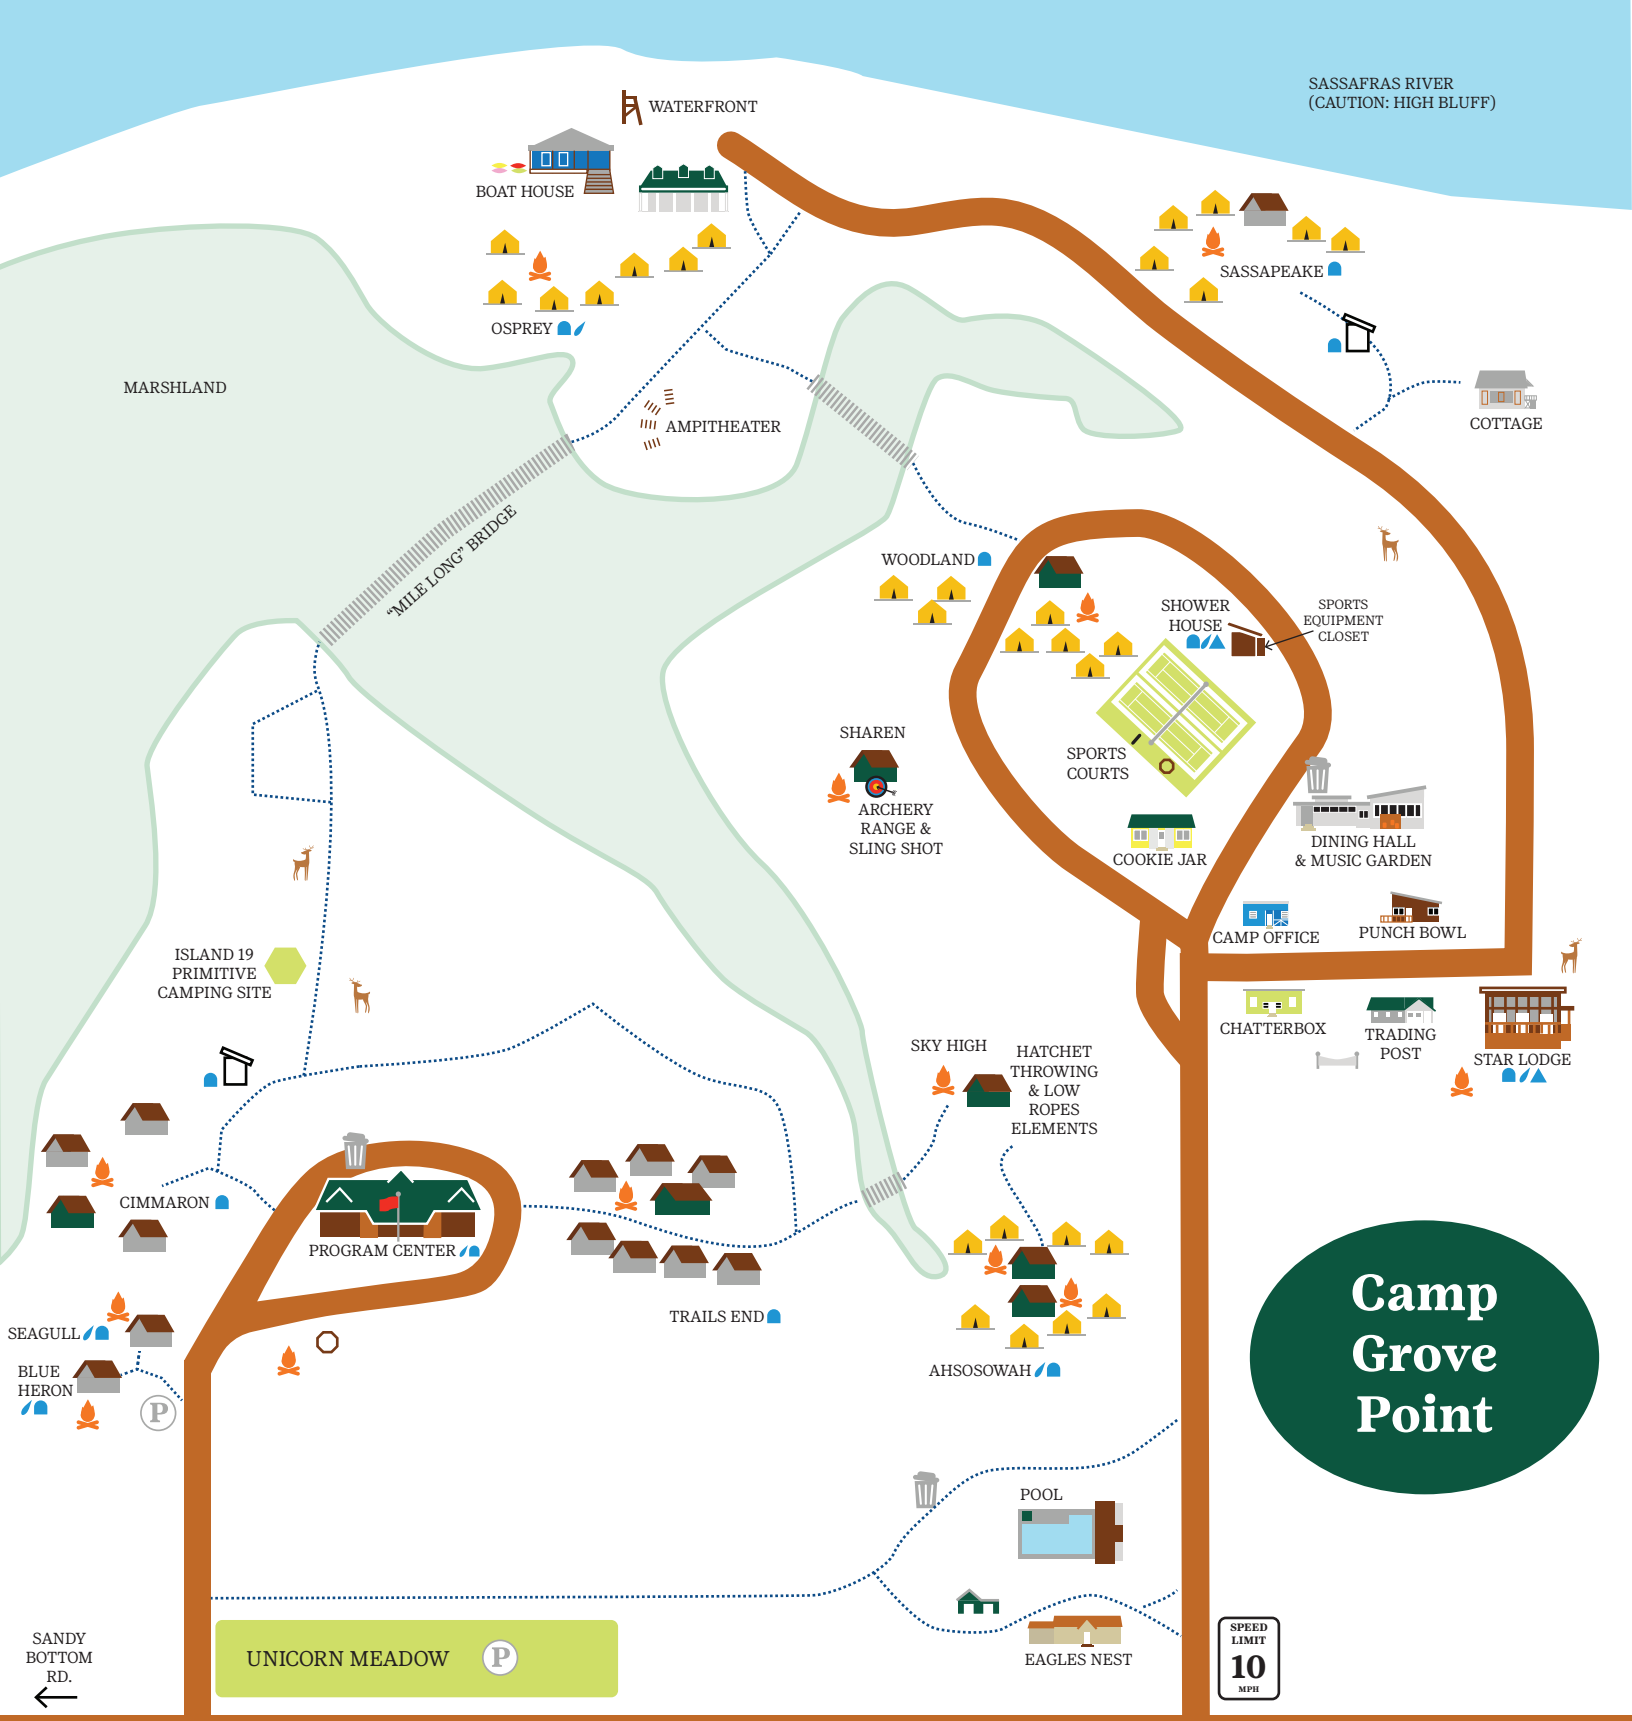 SASSAFRAS RIVER
(CAUTION: HIGH BLUFF)
WATERFRONT
BOAT HOUSE
SASSAPEAKE
OSPREY
MARSHLAND
AMPITHEATER
COTTAGE
“MILE LONG” BRIDGE
WOODLAND
SHOWER
HOUSE
SPORTS
EQUIPMENT
CLOSET
SHAREN
SPORTS
COURTS
ARCHERY
RANGE &
SLING SHOT
COOKIE JAR
DINING HALL
& MUSIC GARDEN
CAMP OFFICE
PUNCH BOWL
ISLAND 19
PRIMITIVE
CAMPING SITE
CHATTERBOX
TRADING
POST
STAR LODGE
SKY HIGH
HATCHET
THROWING
& LOW
ROPES
ELEMENTS
CIMMARON
PROGRAM CENTER
TRAILS END
SEAGULL
BLUE
HERON
P
AHSOSOWAH
Camp
Grove
Point
POOL
EAGLES NEST
SANDY
BOTTOM
RD.
UNICORN MEADOW P
SPEED
LIMIT
10
MPH